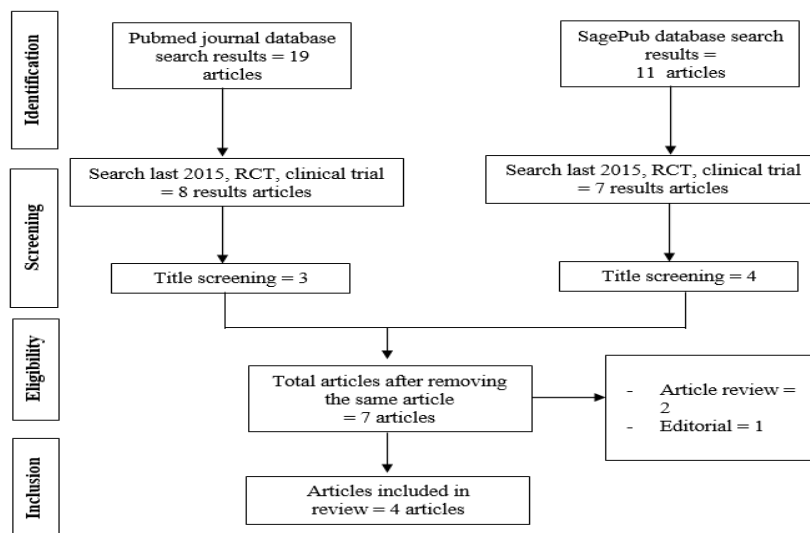 Identification
Pubmed journal database
search results = 19
articles
SagePub database search
results =
11 articles
Screening
Search last 2015, RCT, clinical trial
= 8 results articles
Search last 2015, RCT, clinical trial
= 7 results articles
Title screening = 3
Title screening = 4
Eligibility
Total articles after removing
the same article
= 7 articles
- Article review =
2
- Editorial = 1
Inclusion
Articles included in
review = 4 articles